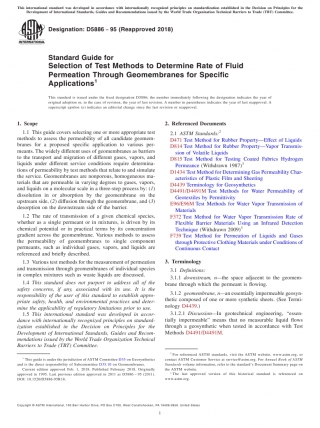 This international standard was developed in accordance with internationally recognized principles on standardization established in the Decision on Principles for the
Development of International Standards, Guides and Recommendations issued by the World Trade Organization Technical Barriers to Trade (TBT) Committee.
Designation: D5886 − 95 (Reapproved 2018)
Standard Guide for
Selection of Test Methods to Determine Rate of Fluid
Permeation Through Geomembranes for Specific
Applications1
This standard is issued under the fixed designation D5886; the number immediately following the designation indicates the year of
original adoption or, in the case of revision, the year of last revision. A number in parentheses indicates the year of last reapproval. A
superscript epsilon (ε) indicates an editorial change since the last revision or reapproval.
1. Scope
1.1 This guide covers selecting one or more appropriate test
methods to assess the permeability of all candidate geomem-
branes for a proposed specific application to various per-
meants. The widely different uses of geomembranes as barriers
to the transport and migration of different gases, vapors, and
liquids under different service conditions require determina-
tions of permeability by test methods that relate to and simulate
the service. Geomembranes are nonporous, homogeneous ma-
terials that are permeable in varying degrees to gases, vapors,
and liquids on a molecular scale in a three-step process by (1)
dissolution in or absorption by the geomembrane on the
upstream side, (2) diffusion through the geomembrane, and (3)
desorption on the downstream side of the barrier.
1.2 The rate of transmission of a given chemical species,
whether as a single permeant or in mixtures, is driven by its
chemical potential or in practical terms by its concentration
gradient across the geomembrane. Various methods to assess
the permeability of geomembranes to single component
permeants, such as individual gases, vapors, and liquids are
referenced and briefly described.
1.3 Various test methods for the measurement of permeation
and transmission through geomembranes of individual species
in complex mixtures such as waste liquids are discussed.
1.4 This standard does not purport to address all of the
safety concerns, if any, associated with its use. It is the
responsibility of the user of this standard to establish appro-
priate safety, health, and environmental practices and deter-
mine the applicability of regulatory limitations prior to use.
1.5 This international standard was developed in accor-
dance with internationally recognized principles on standard-
ization established in the Decision on Principles for the
Development of International Standards, Guides and Recom-
mendations issued by the World Trade Organization Technical
Barriers to Trade (TBT) Committee.
1 This guide is under the jurisdiction of ASTM Committee D35 on Geosynthetics
and is the direct responsibility of Subcommittee D35.10 on Geomembranes.
Current edition approved Feb. 1, 2018. Published February 2018. Originally
approved in 1995. Last previous edition approved in 2011 as D5886 – 95 (2011).
DOI: 10.1520/D5886-95R18.
2. Referenced Documents
2.1 ASTM Standards:2
D471 Test Method for Rubber Property—Effect of Liquids
D814 Test Method for Rubber Property—Vapor Transmis-
sion of Volatile Liquids
D815 Method for Testing Coated Fabrics Hydrogen
Permeance (Withdrawn 1987)3
D1434 Test Method for Determining Gas Permeability Char-
acteristics of Plastic Film and Sheeting
D4439 Terminology for Geosynthetics
D4491/D4491M Test Methods for Water Permeability of
Geotextiles by Permittivity
E96/E96M Test Methods for Water Vapor Transmission of
Materials
F372 Test Method for Water Vapor Transmission Rate of
Flexible Barrier Materials Using an Infrared Detection
Technique (Withdrawn 2009)3
F739 Test Method for Permeation of Liquids and Gases
through Protective Clothing Materials under Conditions of
Continuous Contact
3. Terminology
3.1 Definitions:
3.1.1 downstream, n—the space adjacent to the geomem-
brane through which the permeant is flowing.
3.1.2 geomembrane, n—an essentially impermeable geosyn-
thetic composed of one or more synthetic sheets. (See Termi-
nology D4439.)
3.1.2.1 Discussion—In geotechnical engineering, “essen-
tially impermeable” means that no measurable liquid flows
through a geosynthetic when tested in accordance with Test
Methods D4491/D4491M.
2 For referenced ASTM standards, visit the ASTM website, www.astm.org, or
contact ASTM Customer Service at service@astm.org. For Annual Book of ASTM
Standards volume information, refer to the standard's Document Summary page on
the ASTM website.
3 The last approved version of this historical standard is referenced on
www.astm.org.
Copyright © ASTM International, 100 Barr Harbor Drive, PO Box C700, West Conshohocken, PA 19428-2959. United States
1